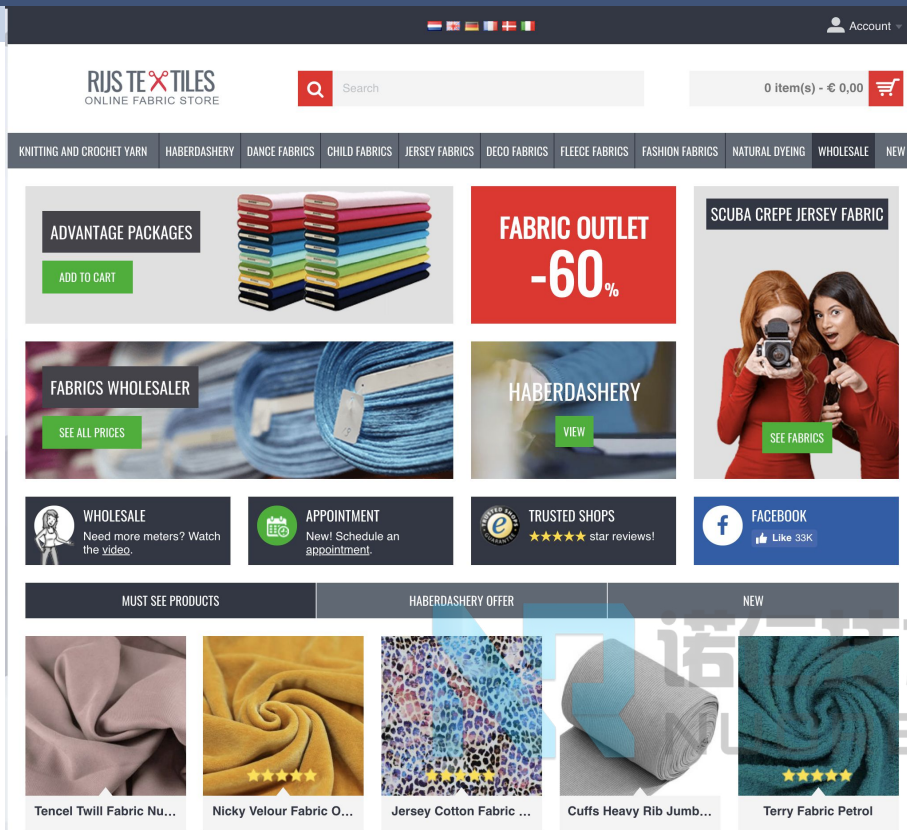 Account
RIJS TEXTILES
ONLINE FABRIC STORE
Search
0 item(s) - € 0,00
KNITTING AND CROCHET YARN HABERDASHERY DANCE FABRICS CHILD FABRICS JERSEY FABRICS DECO FABRICS FLEECE FABRICS FASHION FABRICS NATURAL DYEING WHOLESALE NEW
ADVANTAGE PACKAGES
ADD TO CART
FABRIC OUTLET
-60%
SCUBA CREPE JERSEY FABRIC
FABRICS WHOLESALER
SEE ALL PRICES
HABERDASHERY
VIEW
SEE FABRICS
WHOLESALE
Need more meters? Watch
the video.
APPOINTMENT
New! Schedule an
appointment.
TRUSTED SHOPS
GUARANTEE
e
TRUSTED SHOPS
★★★★★ star reviews!
f
FACEBOOK
Like 33K
MUST SEE PRODUCTS HABERDASHERY OFFER NEW
诺
Tencel Twill Fabric Nu...
Nicky Velour Fabric O...
Jersey Cotton Fabric ...
Cuffs Heavy Rib Jumb...
Terry Fabric Petrol